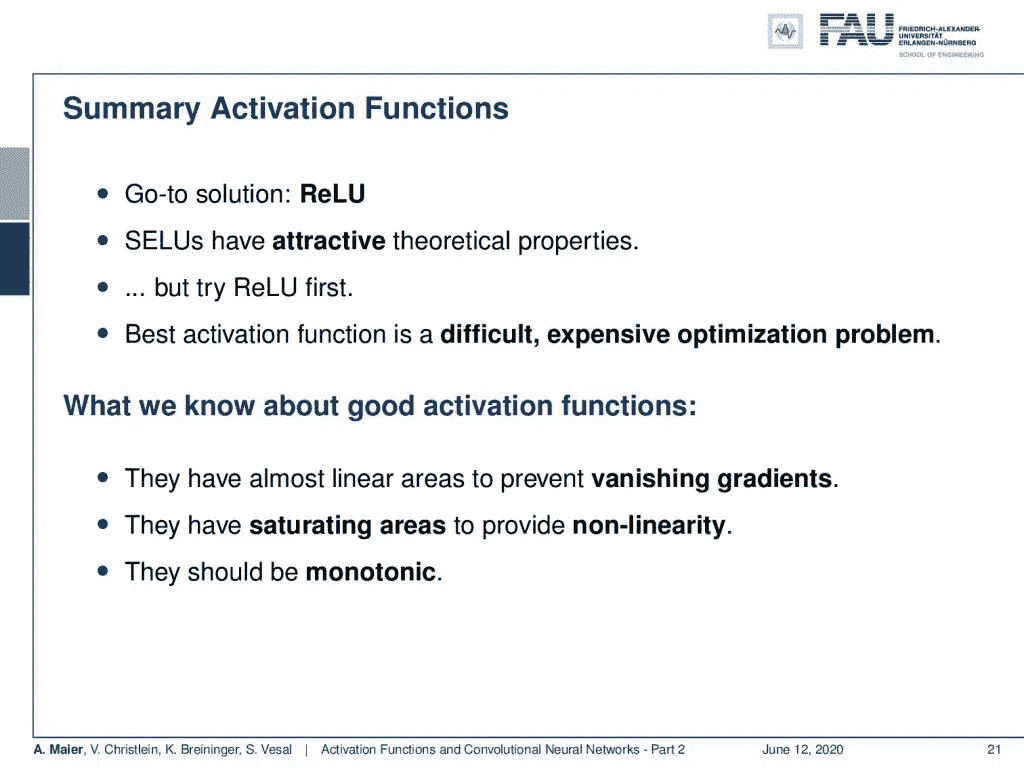 FAU
FRIEDRICH-ALEXANDER-
UNIVERSITÄT
ERLANGEN-NÜRNBERG
SCHOOL OF ENGINEERING
Summary Activation Functions
• Go-to solution: ReLU
• SELUs have attractive theoretical properties.
• ... but try ReLU first.
• Best activation function is a difficult, expensive optimization problem.
What we know about good activation functions:
• They have almost linear areas to prevent vanishing gradients.
• They have saturating areas to provide non-linearity.
• They should be monotonic.
A. Maier, V. Christlein, K. Breininger, S. Vesal | Activation Functions and Convolutional Neural Networks - Part 2 June 12, 2020 21